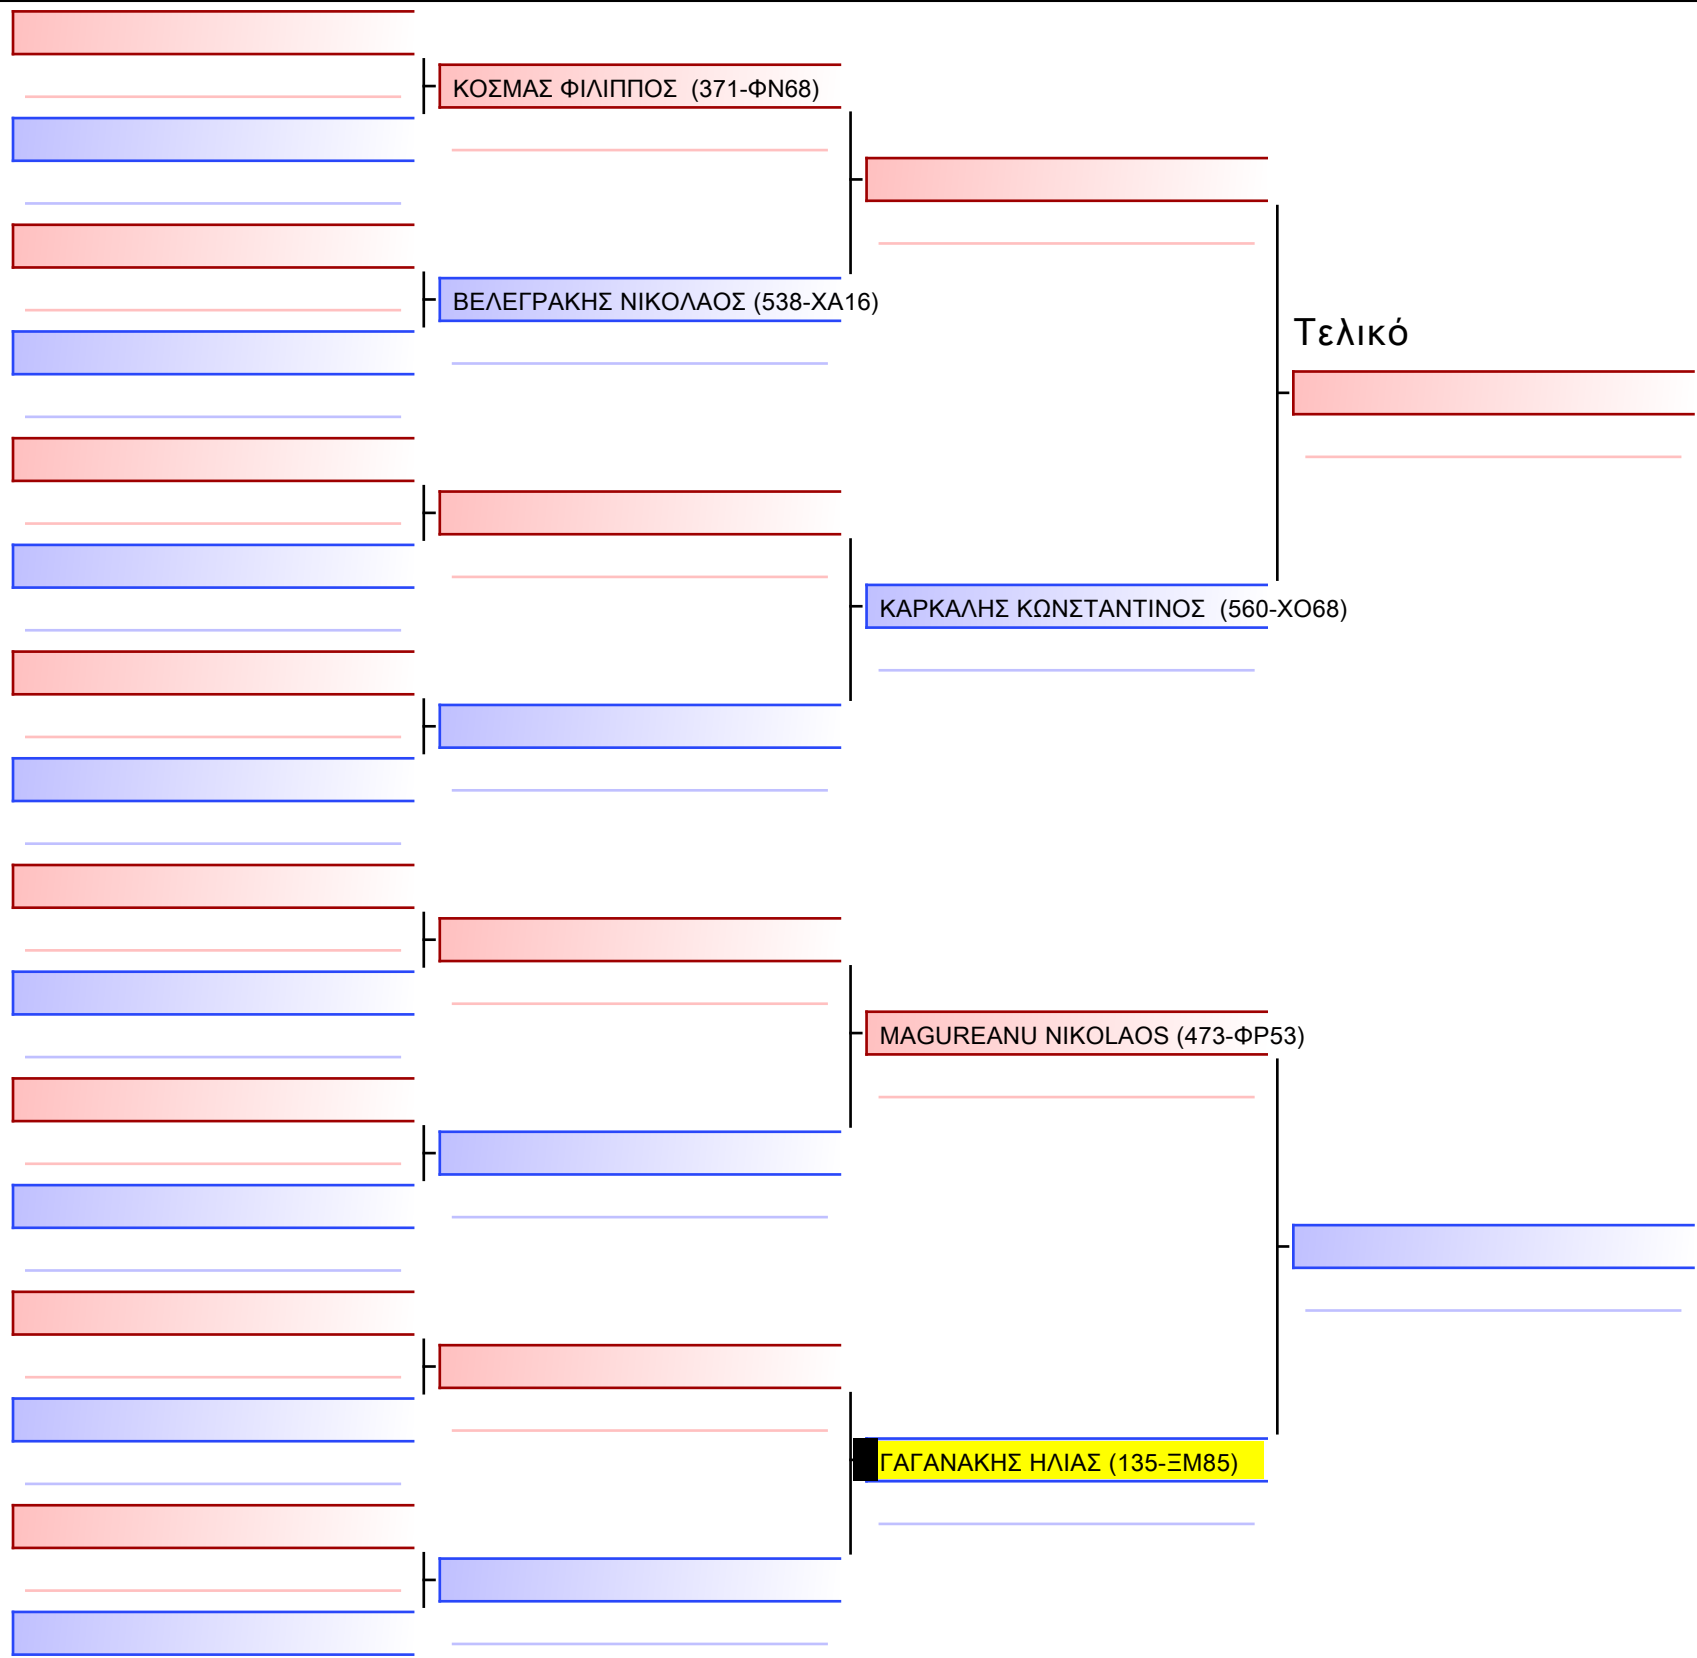 ΚΟΣΜΑΣ ΦΙΛΙΠΠΟΣ (371-ΦΝ68)
ΒΕΛΕΓΡΑΚΗΣ ΝΙΚΟΛΑΟΣ (538-ΧΑ16)
Τελικό
ΚΑΡΚΑΛΗΣ ΚΩΝΣΤΑΝΤΙΝΟΣ (560-ΧΟ68)
MAGUREANU NIKOLAOS (473-ΦΡ53)
ΓΑΓΑΝΑΚΗΣ ΗΛΙΑΣ (135-ΞΜ85)